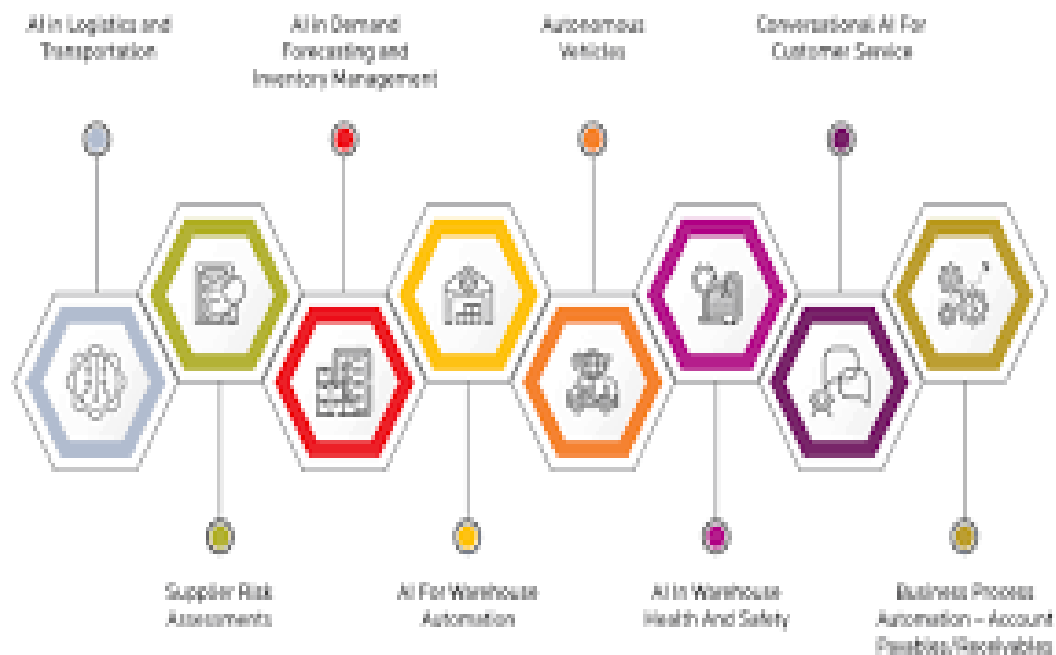 AI in Logistics and
Transportation
AI in Demand
Forecasting and
Inventory Management
Autonomous
Vehicles
Conversational AI For
Customer Service
Supplier Risk
Assessments
AI For Warehouse
Automation
AI In Warehouse
Health And Safety
Business Process
Automation – Account
Payables/Receivables